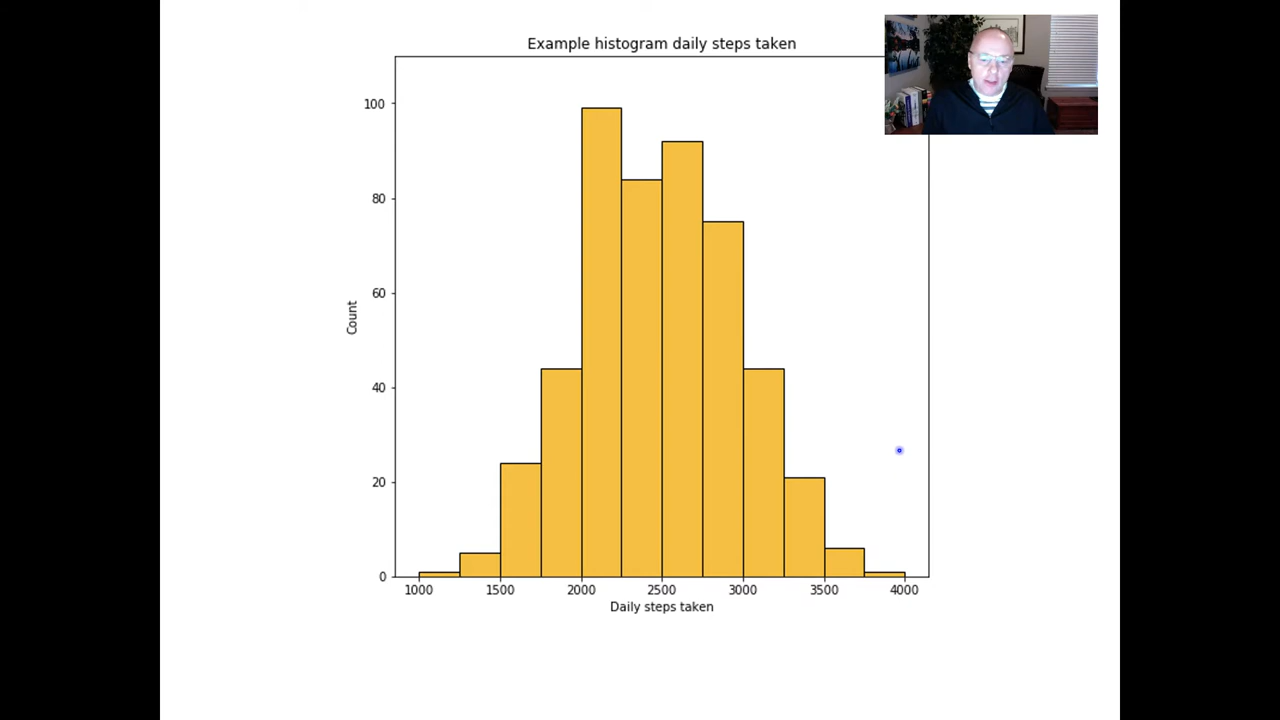 Example histogram daily steps taken
100
80
60
40
20
0
Count
1000 1500 2000 2500 3000 3500 4000
Daily steps taken